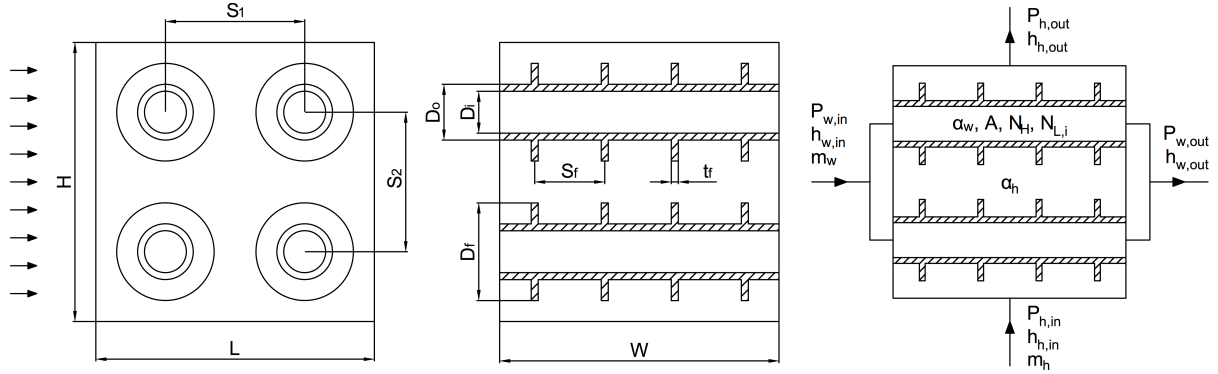 S1
H
S2
L
Do
Di
Sf
tf
Df
W
Ph,out
hh,out
Pw,in
hw,in
mw
αw, A, NH, NL,i
αh
Pw,out
hw,out
Ph,in
hh,in
mh